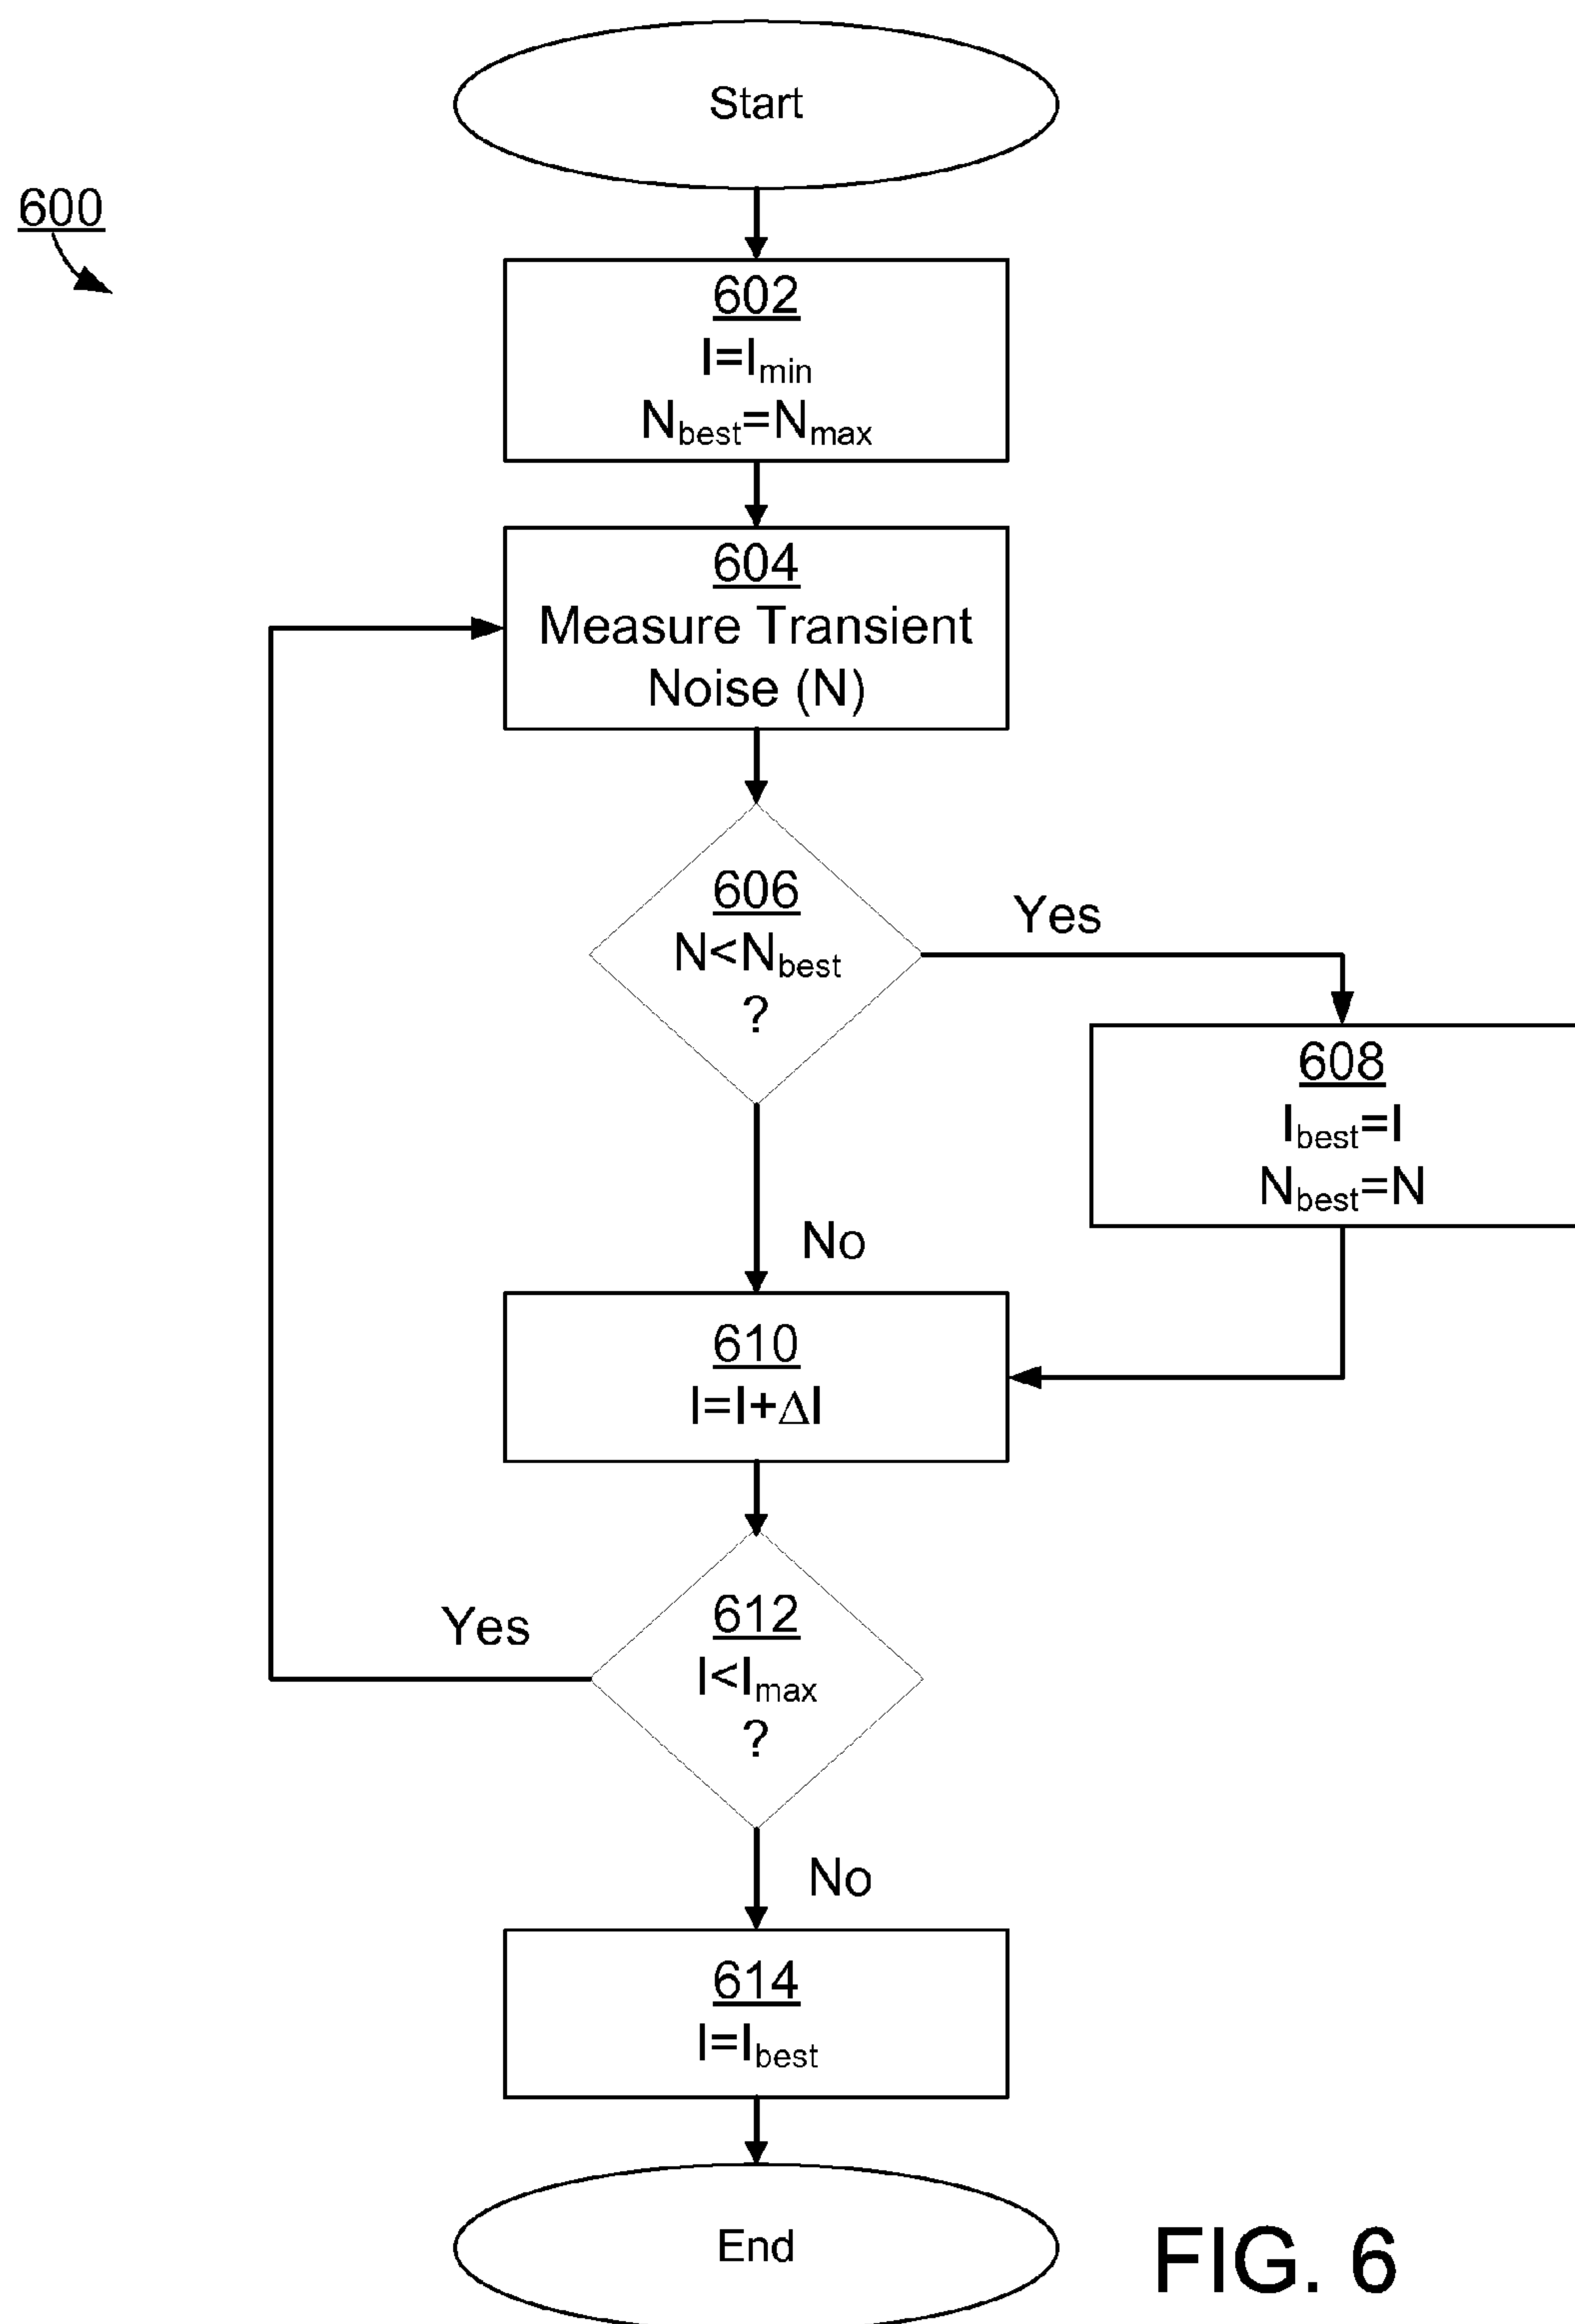 Start
600
602
I=Imin
Nbest=Nmax
604
Measure Transient
Noise (N)
606
N<Nbest
?
Yes
608
Ibest=I
Nbest=N
No
610
I=I+ΔI
612
I<Imax
?
Yes
No
614
I=Ibest
End
FIG. 6